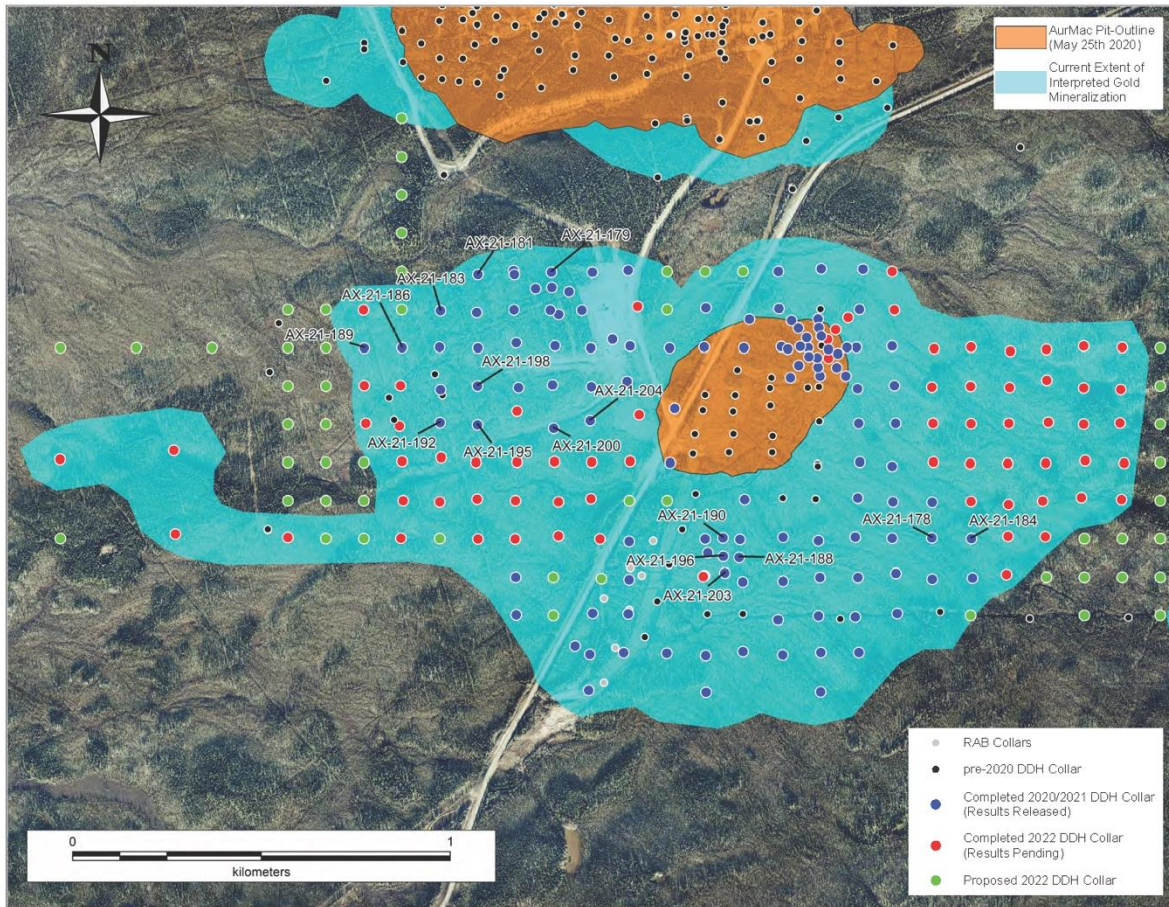 N
AurMac Pit-Outline
(May 25th 2020)
Current Extent of
Interpreted Gold
Mineralization
AX-21-181
AX-21-179
AX-21-183
AX-21-186
AX-21-189
AX-21-198
AX-21-204
AX-21-192
AX-21-195
AX-21-200
AX-21-190
AX-21-178
AX-21-184
AX-21-196
AX-21-188
AX-21-203
RAB Collars
pre-2020 DDH Collar
Completed 2020/2021 DDH Collar
(Results Released)
Completed 2022 DDH Collar
(Results Pending)
Proposed 2022 DDH Collar
0
1
kilometers